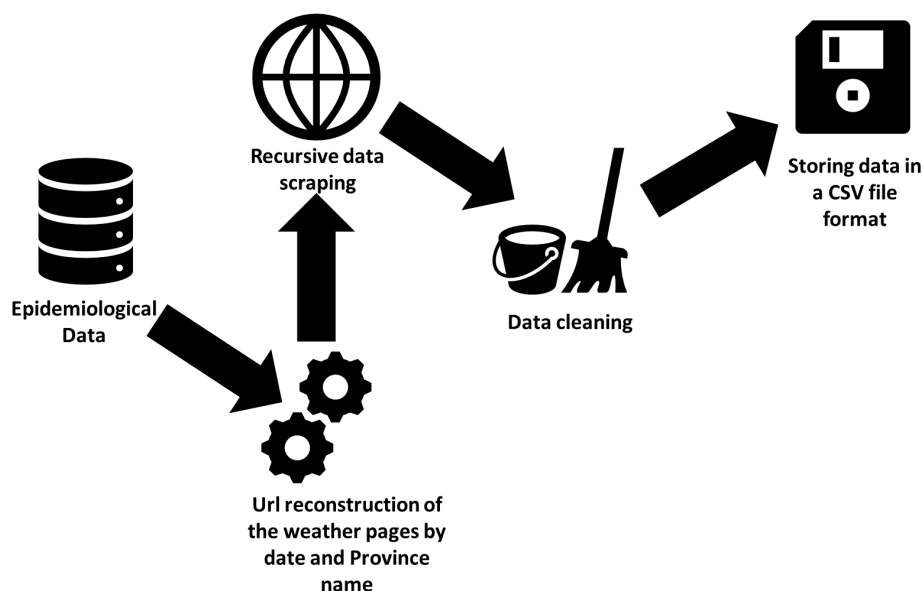 Epidemiological
Data
Url reconstruction of
the weather pages by
date and Province
name
Recursive data
scraping
Data cleaning
Storing data in
a CSV file
format